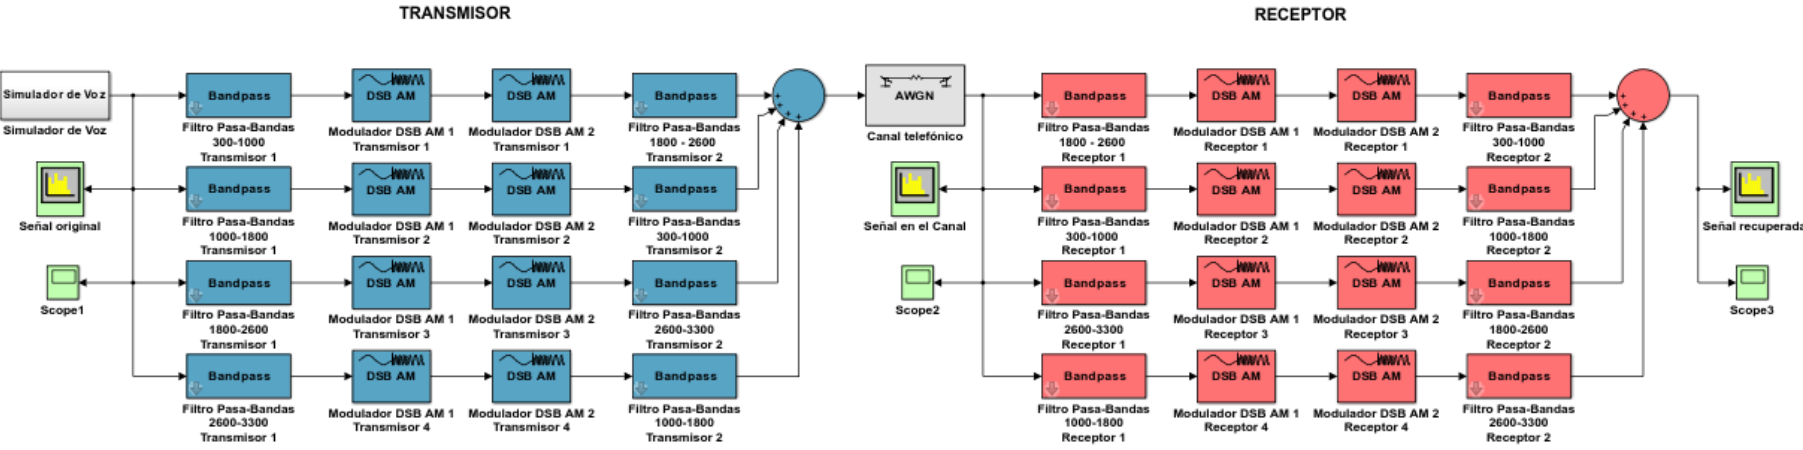 TRANSMISOR
RECEPTOR
Simulador de Voz
Bandpass
DSB AM
DSB AM
Bandpass
AWGN
Bandpass
DSB AM
DSB AM
Bandpass
Simulador de Voz
Filtro Pasa-Bandas
300-1000
Transmisor 1
Modulador DSB AM 1
Transmisor 1
Modulador DSB AM 2
Transmisor 1
Filtro Pasa-Bandas
1800 - 2600
Transmisor 2
Canal telefónico
Filtro Pasa-Bandas
1800 - 2600
Receptor 1
Modulador DSB AM 1
Receptor 1
Modulador DSB AM 2
Receptor 1
Filtro Pasa-Bandas
300-1000
Receptor 2
Bandpass
DSB AM
DSB AM
Bandpass
Bandpass
DSB AM
DSB AM
Bandpass
Señal original
Filtro Pasa-Bandas
1000-1800
Transmisor 1
Modulador DSB AM 1
Transmisor 2
Modulador DSB AM 2
Transmisor 2
Filtro Pasa-Bandas
300-1000
Transmisor 2
Señal en el Canal
Filtro Pasa-Bandas
300-1000
Receptor 1
Modulador DSB AM 1
Receptor 2
Modulador DSB AM 2
Receptor 2
Filtro Pasa-Bandas
1000-1800
Receptor 2
Señal recuperada
Bandpass
DSB AM
DSB AM
Bandpass
Bandpass
DSB AM
DSB AM
Bandpass
Scope1
Filtro Pasa-Bandas
1800-2600
Transmisor 1
Modulador DSB AM 1
Transmisor 3
Modulador DSB AM 2
Transmisor 3
Filtro Pasa-Bandas
2600-3300
Transmisor 2
Scope2
Filtro Pasa-Bandas
2600-3300
Receptor 1
Modulador DSB AM 1
Receptor 3
Modulador DSB AM 2
Receptor 3
Filtro Pasa-Bandas
1800-2600
Receptor 2
Scope3
Bandpass
DSB AM
DSB AM
Bandpass
Bandpass
DSB AM
DSB AM
Bandpass
Filtro Pasa-Bandas
2600-3300
Transmisor 1
Modulador DSB AM 1
Transmisor 4
Modulador DSB AM 2
Transmisor 4
Filtro Pasa-Bandas
1000-1800
Transmisor 2
Filtro Pasa-Bandas
1000-1800
Receptor 1
Modulador DSB AM 1
Receptor 4
Modulador DSB AM 2
Receptor 4
Filtro Pasa-Bandas
2600-3300
Receptor 2